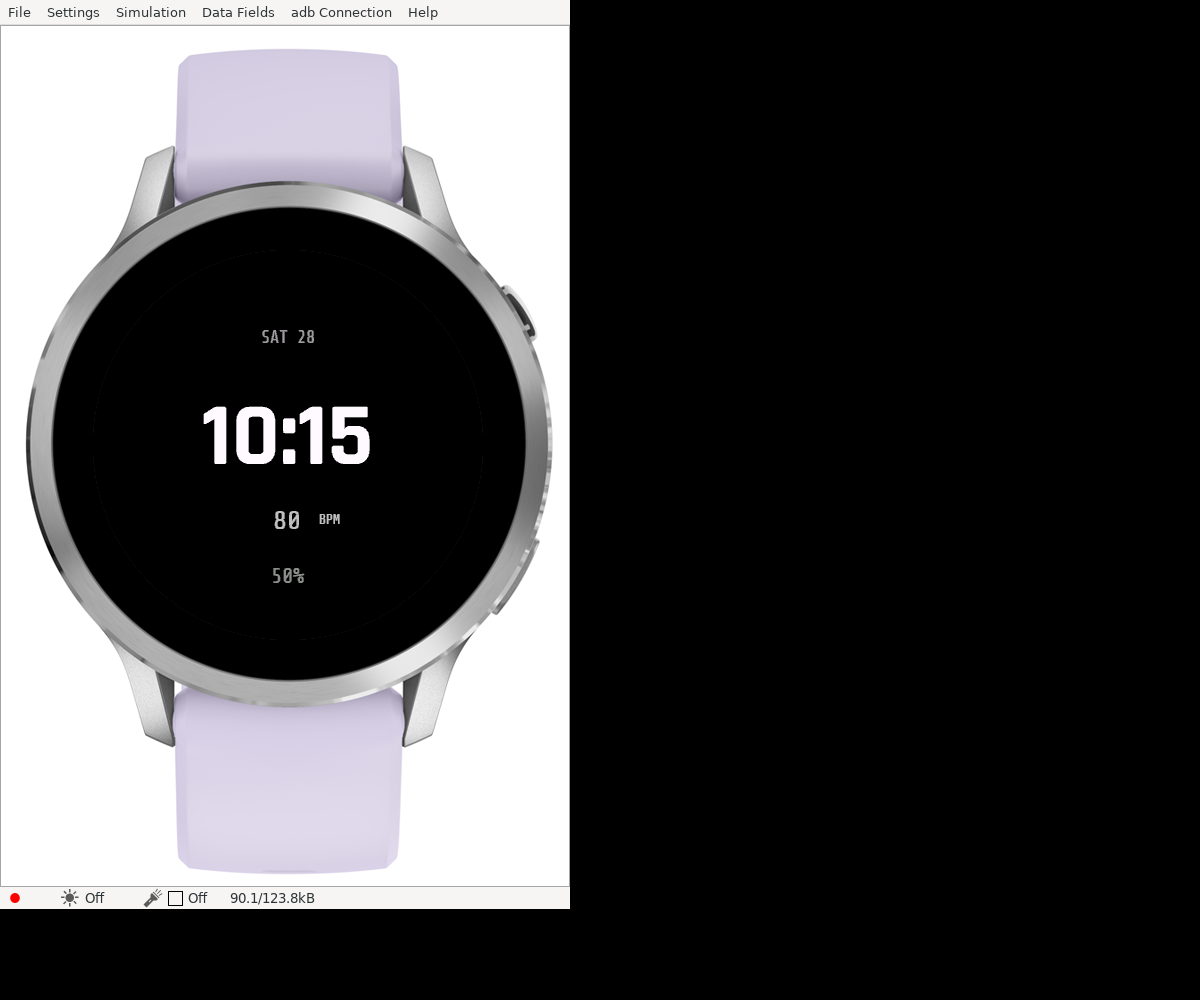 File Settings Simulation Data Fields adb Connection Help
SAT 28
10:15
80 BPM
50%
Off Off 90.1/123.8kB